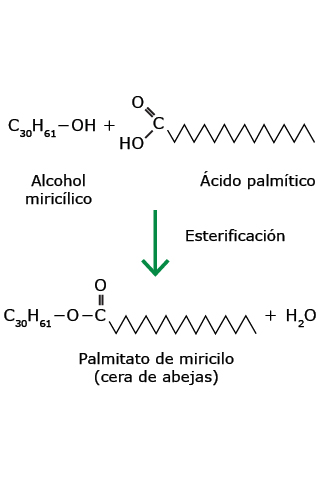 O
C₃₀H₆₁–OH + C
HO
Alcohol
miricílico
Ácido palmítico
Esterificación
O
C₃₀H₆₁–O–C + H₂O
Palmitato de miricilo
(cera de abejas)